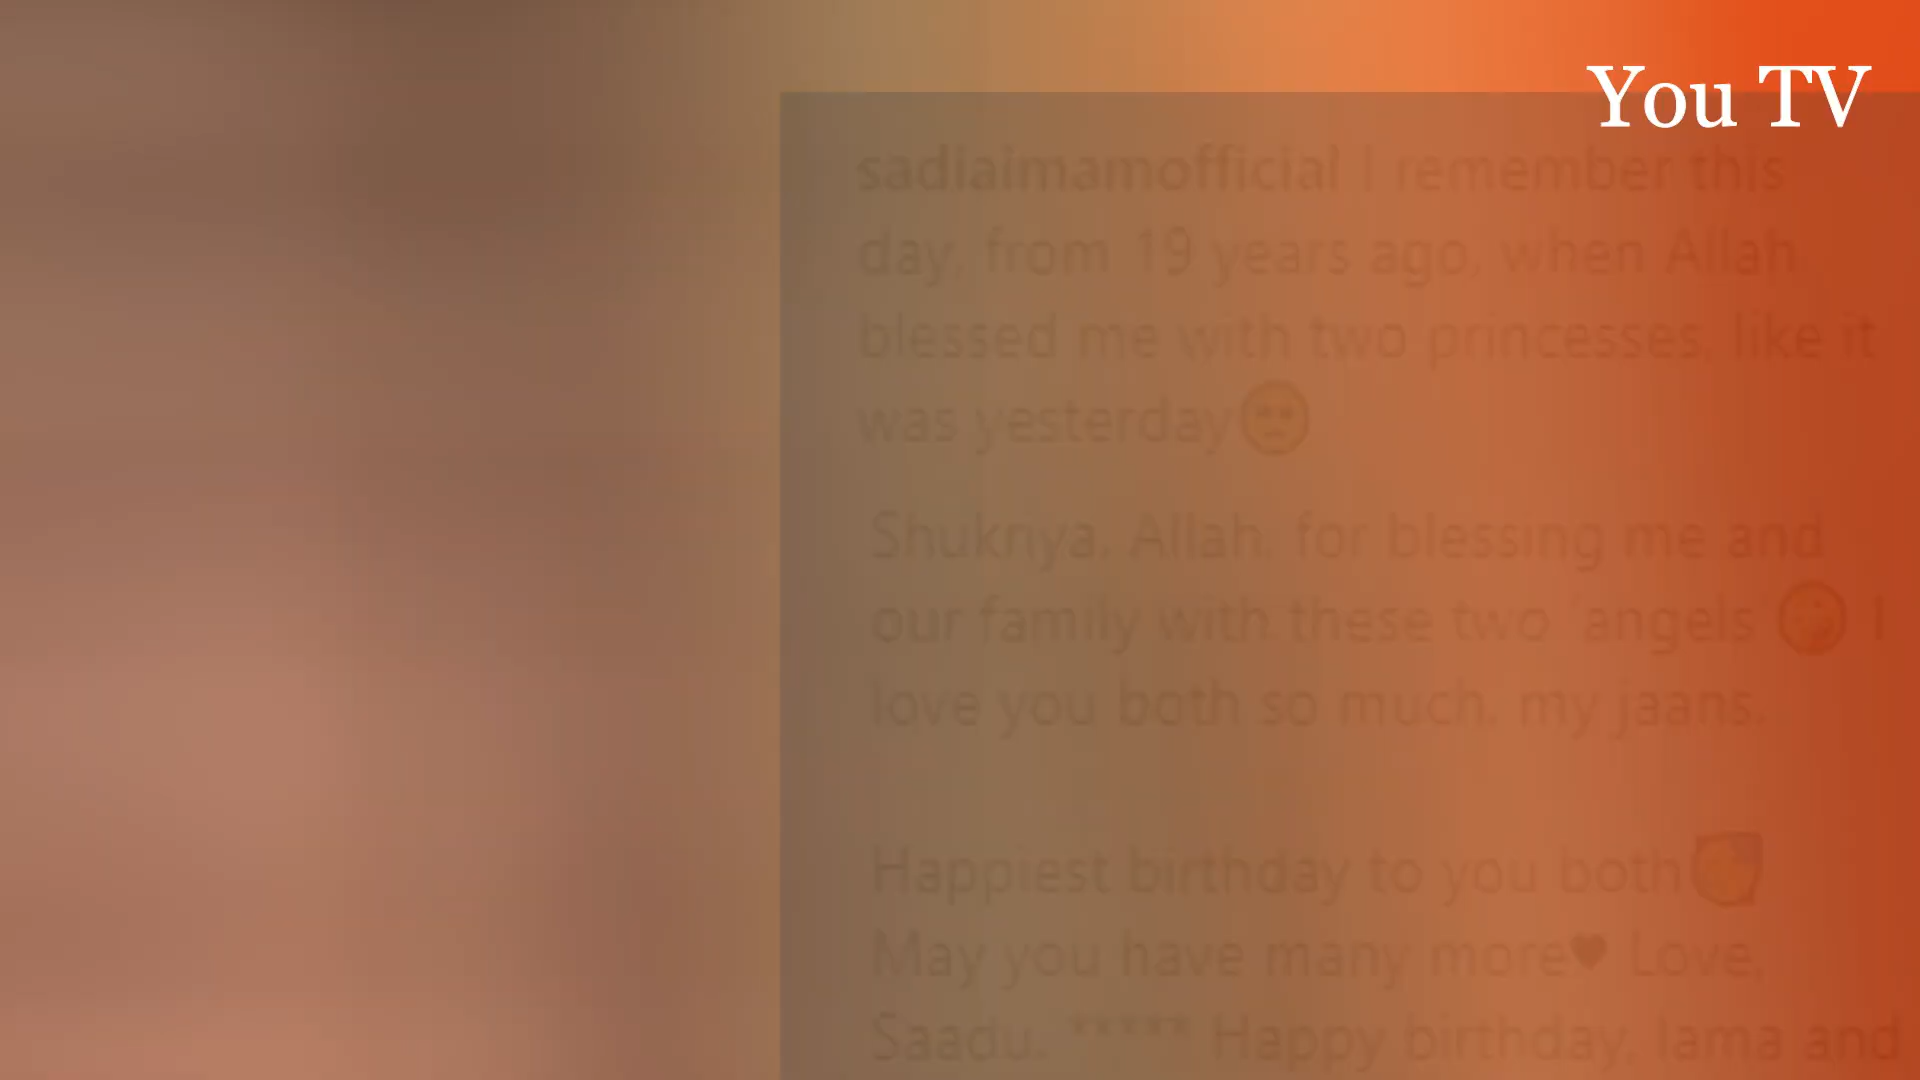 You TV
sadiaimamofficial I remember this
day, from 19 years ago, when Allah
blessed me with two princesses, like it
was yesterday
Shukriya, Allah, for blessing me and
our family with these two angels I
love you both so much, my jaans.
Happiest birthday to you both
May you have many more♥ Love,
Saadu. ***** Happy birthday, lama and